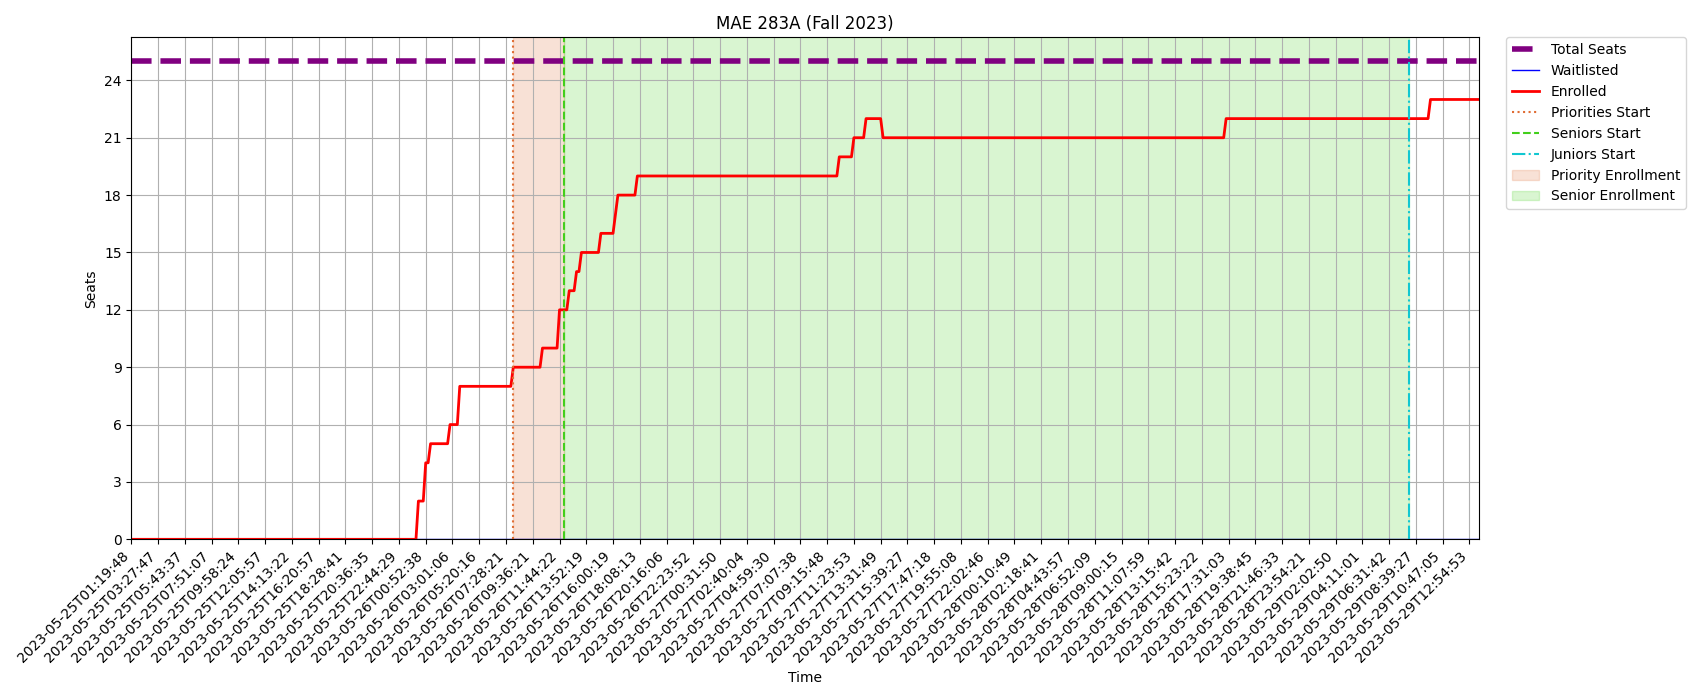 MAE 283A (Fall 2023)
Total Seats
Waitlisted
Enrolled
Priorities Start
Seniors Start
Juniors Start
Priority Enrollment
Senior Enrollment
Seats
24
21
18
15
12
9
6
3
0
2023-05-25T01:19:48
2023-05-25T03:27:47
2023-05-25T05:43:37
2023-05-25T07:51:07
2023-05-25T09:58:24
2023-05-25T12:05:57
2023-05-25T14:13:22
2023-05-25T16:20:57
2023-05-25T18:28:41
2023-05-25T20:36:35
2023-05-25T22:44:29
2023-05-26T00:52:38
2023-05-26T03:01:06
2023-05-26T05:20:16
2023-05-26T07:28:21
2023-05-26T09:36:21
2023-05-26T11:44:22
2023-05-26T13:52:19
2023-05-26T16:00:19
2023-05-26T18:08:13
2023-05-26T20:16:06
2023-05-26T22:23:52
2023-05-27T00:31:50
2023-05-27T02:40:04
2023-05-27T04:59:30
2023-05-27T07:07:38
2023-05-27T09:15:48
2023-05-27T11:23:53
2023-05-27T13:31:49
2023-05-27T15:39:27
2023-05-27T17:47:18
2023-05-27T19:55:08
2023-05-27T22:02:46
2023-05-28T00:10:49
2023-05-28T02:18:41
2023-05-28T04:43:57
2023-05-28T06:52:09
2023-05-28T09:00:15
2023-05-28T11:07:59
2023-05-28T13:15:42
2023-05-28T15:23:22
2023-05-28T17:31:03
2023-05-28T19:38:45
2023-05-28T21:46:33
2023-05-28T23:54:21
2023-05-29T02:02:50
2023-05-29T04:11:01
2023-05-29T06:31:42
2023-05-29T08:39:27
2023-05-29T10:47:05
2023-05-29T12:54:53
Time